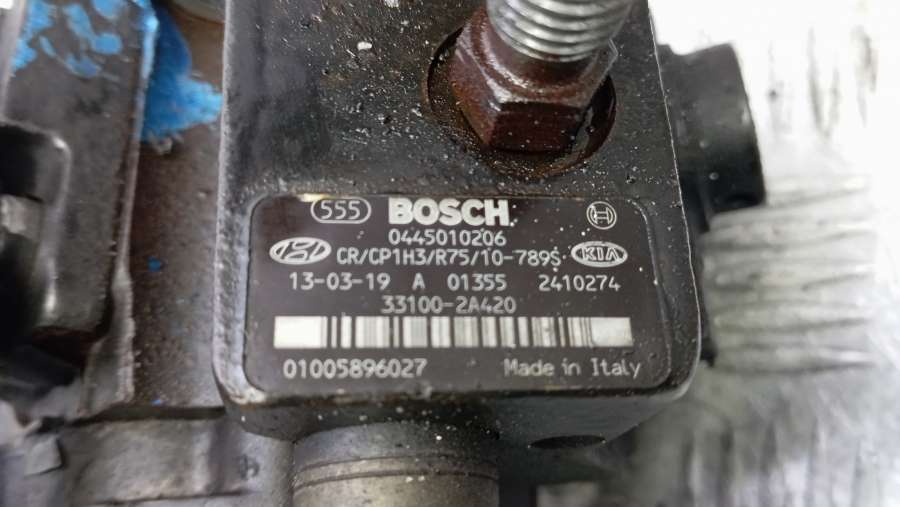 555 BOSCH
0445010206
CR/CP1H3/R75/10-789S KIA
13-03-19 A 01355 2410274
33100-2A420
01005896027 Made in Italy